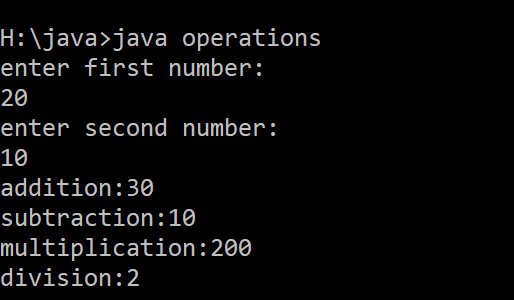 H:\java>java operations
enter first number:
20
enter second number:
10
addition:30
subtraction:10
multiplication:200
division:2